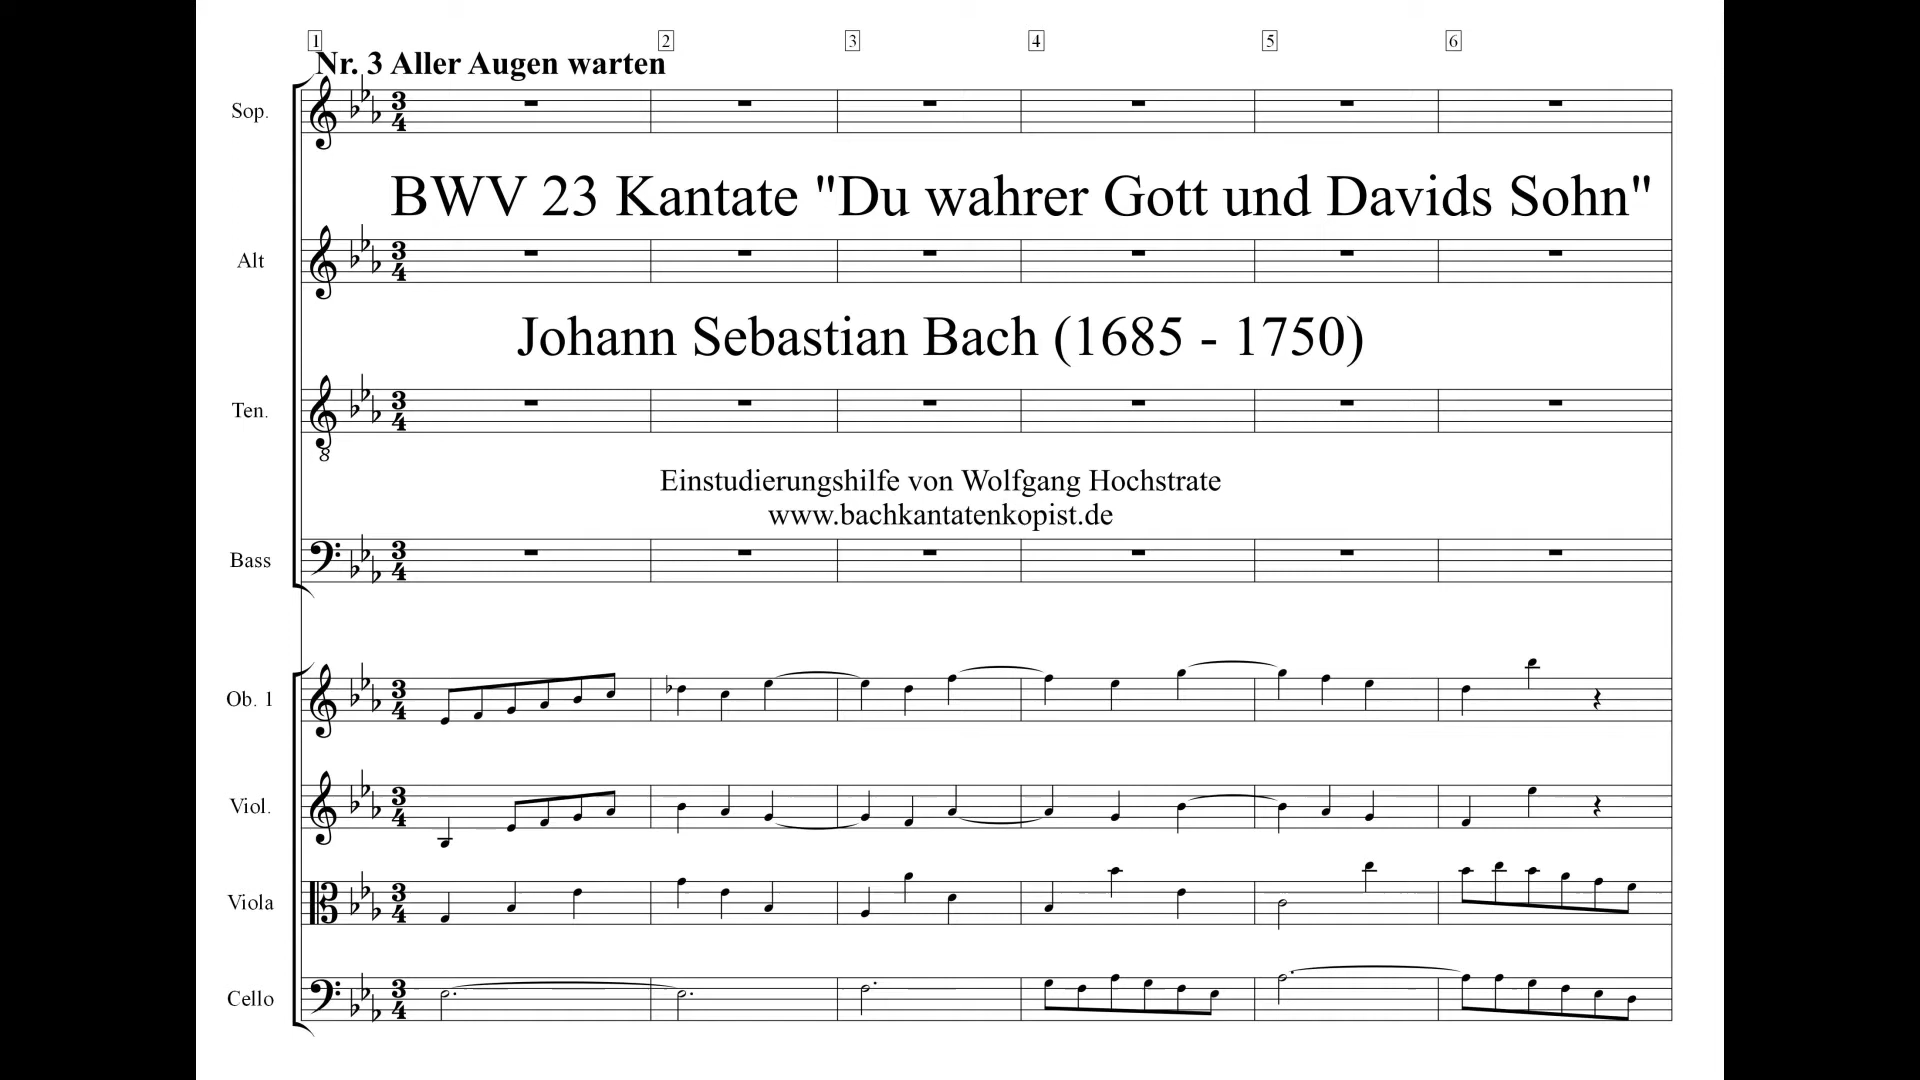 1 2 3 4 5 6
Nr. 3 Aller Augen warten
Sop.
BWV 23 Kantate "Du wahrer Gott und Davids Sohn"
Alt
Johann Sebastian Bach (1685 - 1750)
Ten.
8
Einstudierungshilfe von Wolfgang Hochstrate
www.bachkantatenkopist.de
Bass
Ob. 1
Viol.
Viola
Cello